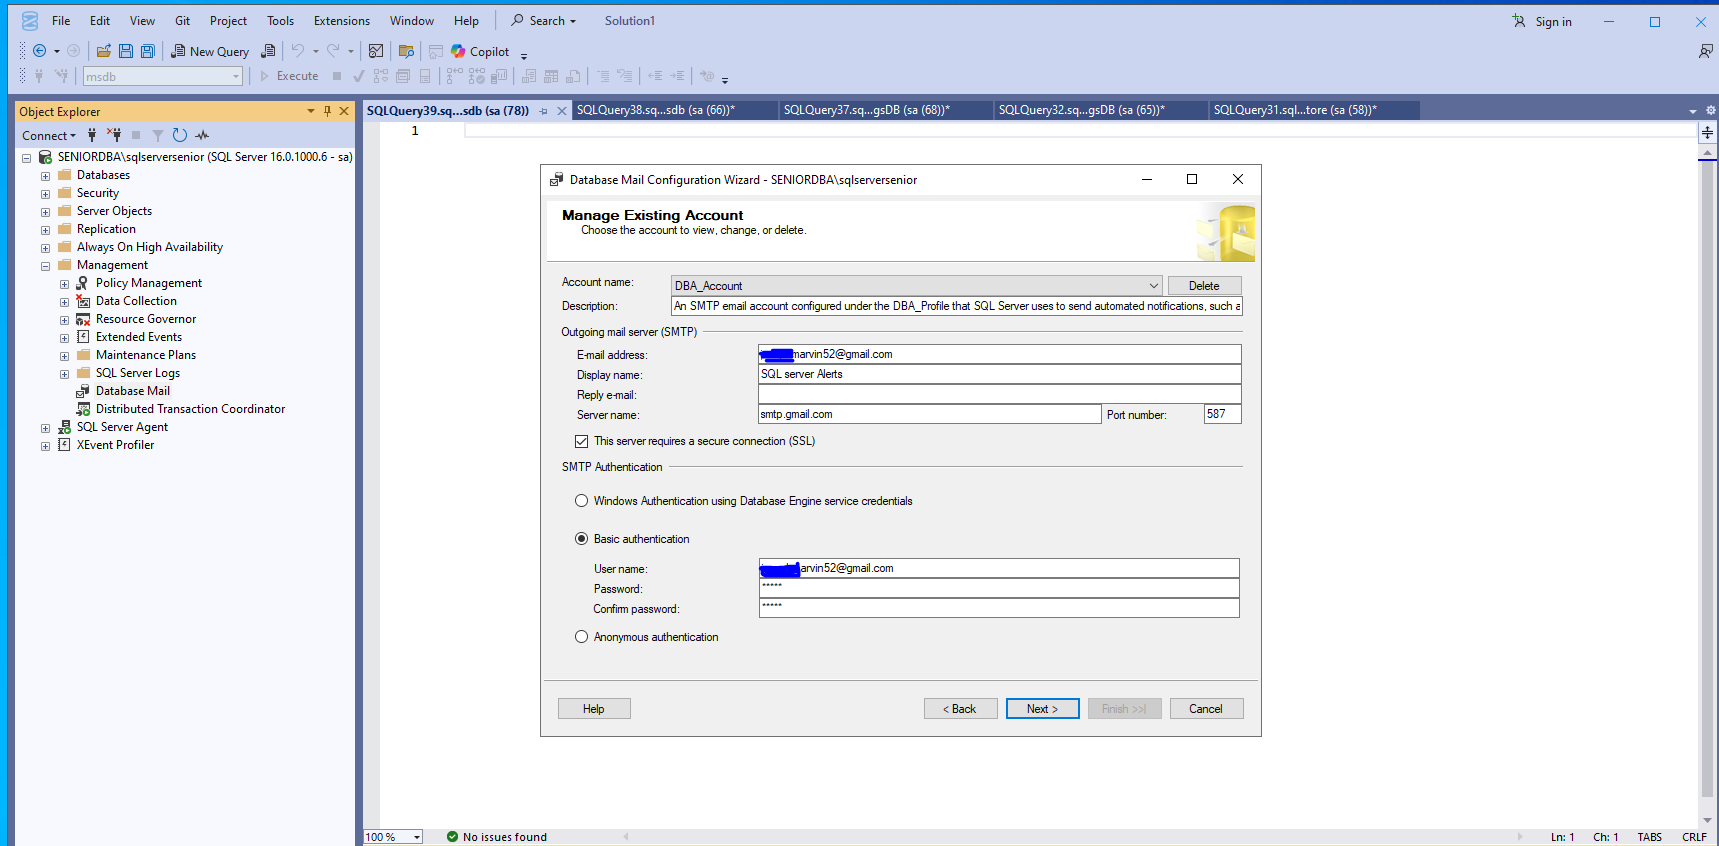 File Edit View Git Project Tools Extensions Window Help Search Solution1 Sign in
New Query Copilot
msdb Execute
Object Explorer
Connect
SENIORDBA\sqlserversenior (SQL Server 16.0.1000.6 - sa)
Databases
Security
Server Objects
Replication
Always On High Availability
Management
Policy Management
Data Collection
Resource Governor
Extended Events
Maintenance Plans
SQL Server Logs
Database Mail
Distributed Transaction Coordinator
SQL Server Agent
XEvent Profiler
SQLQuery39.sq...sdb (sa (78)) SQLQuery38.sq...sdb (sa (66))* SQLQuery37.sq...gsDB (sa (68))* SQLQuery32.sq...gsDB (sa (65))* SQLQuery31.sql...tore (sa (58))*
1
Database Mail Configuration Wizard - SENIORDBA\sqlserversenior
Manage Existing Account
Choose the account to view, change, or delete.
Account name: DBA_Account Delete
Description: An SMTP email account configured under the DBA_Profile that SQL Server uses to send automated notifications, such a
Outgoing mail server (SMTP)
E-mail address: marvin52@gmail.com
Display name: SQL server Alerts
Reply e-mail:
Server name: smtp.gmail.com Port number: 587
This server requires a secure connection (SSL)
SMTP Authentication
Windows Authentication using Database Engine service credentials
Basic authentication
User name: arvin52@gmail.com
Password: *****
Confirm password: *****
Anonymous authentication
Help < Back Next > Finish >>| Cancel
100 % No issues found Ln: 1 Ch: 1 TABS CRLF